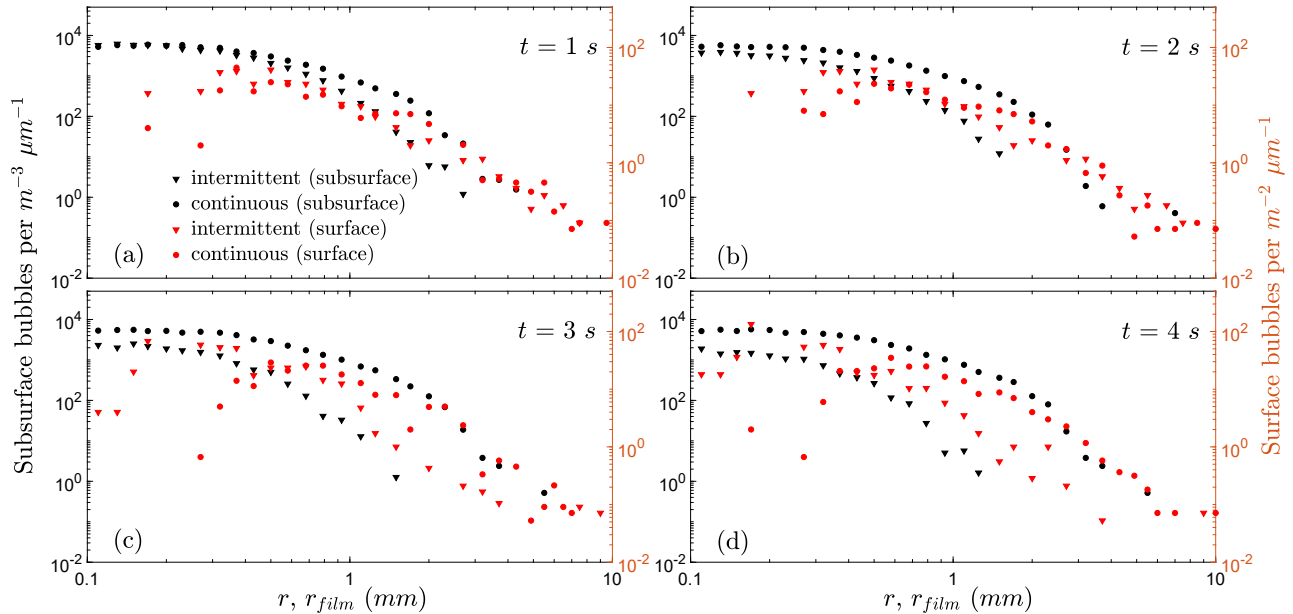 10^4
10^2
10^0
10^-2
t = 1 s
intermittent (subsurface)
continuous (subsurface)
intermittent (surface)
continuous (surface)
(a)
10^2
10^0
10^-2
10^4
10^2
10^0
10^-2
t = 2 s
(b)
10^2
10^0
10^-2
Subsurface bubbles per m^-3 μm^-1
Surface bubbles per m^-2 μm^-1
10^4
10^2
10^0
10^-2
t = 3 s
(c)
10^2
10^0
10^-2
0.1
1
10
r, r_film (mm)
10^4
10^2
10^0
10^-2
t = 4 s
(d)
10^2
10^0
10^-2
0.1
1
10
r, r_film (mm)